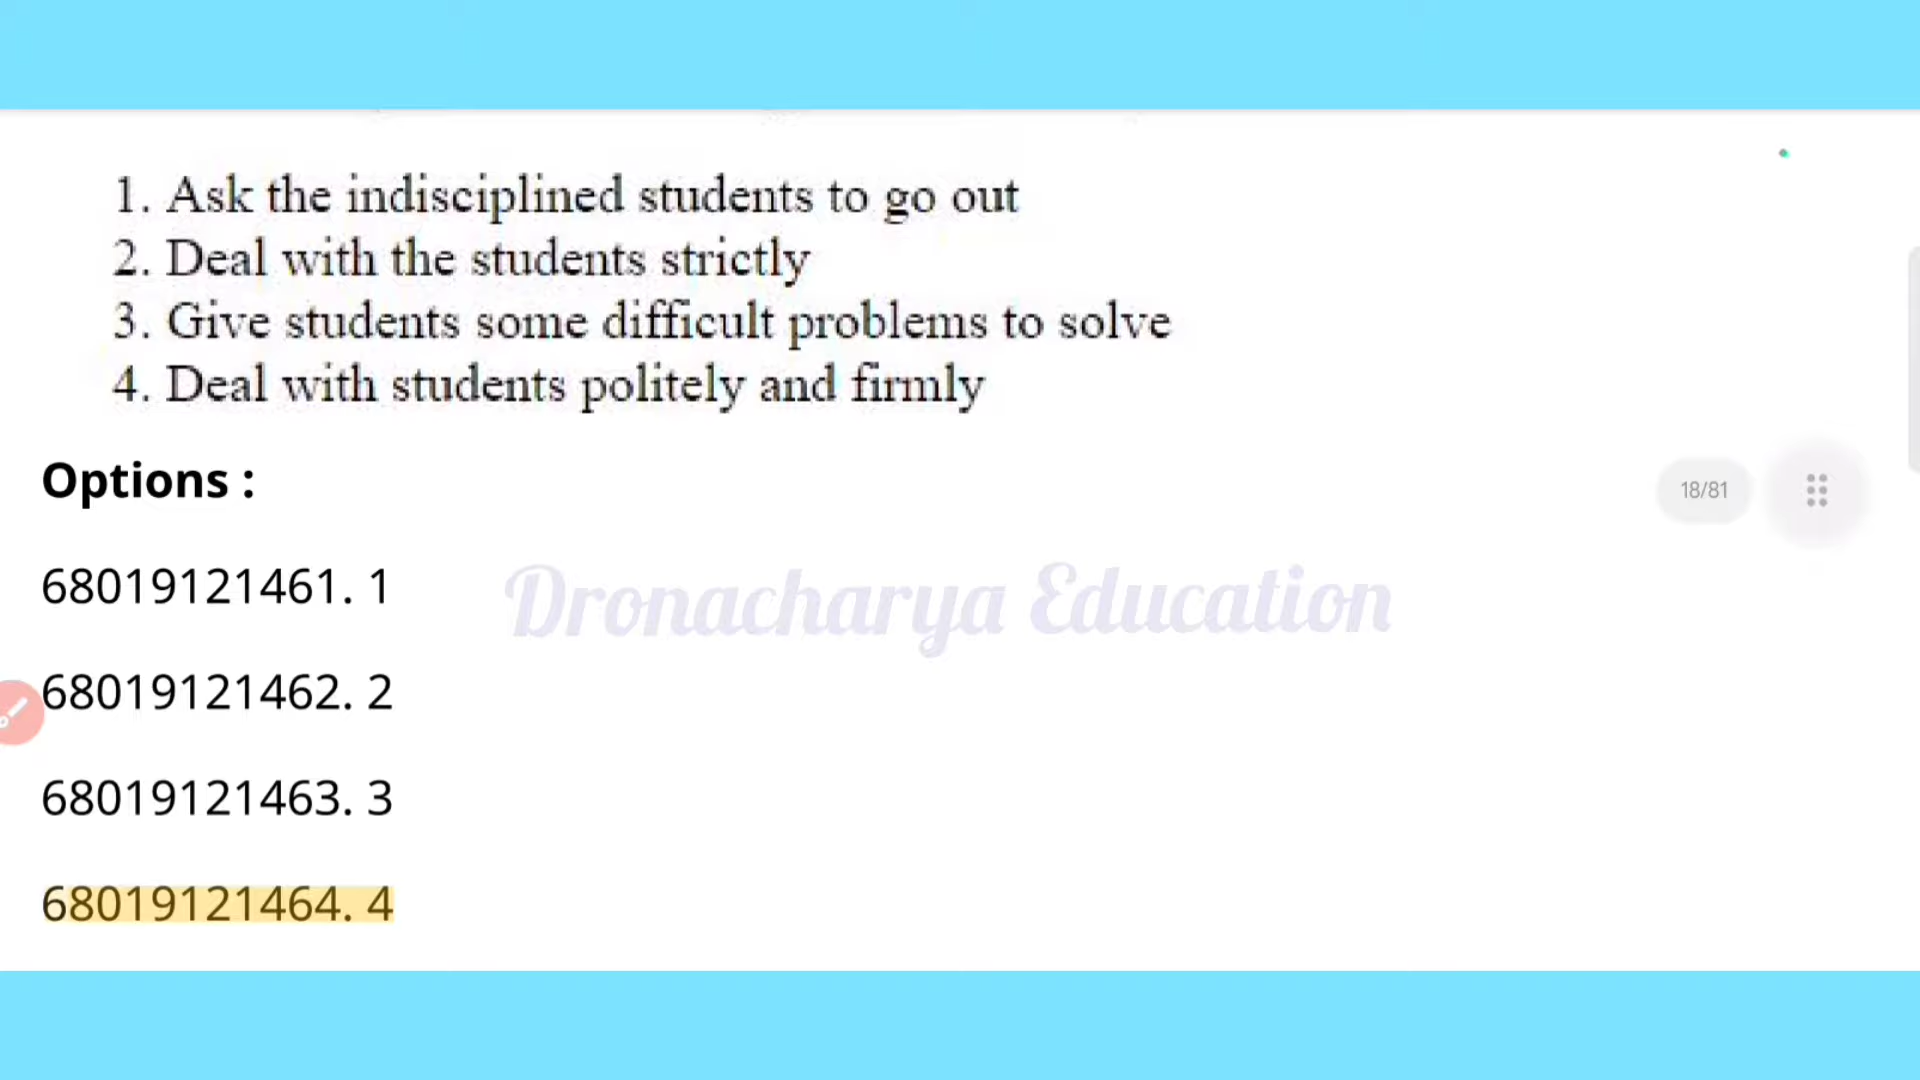 1. Ask the indisciplined students to go out
2. Deal with the students strictly
3. Give students some difficult problems to solve
4. Deal with students politely and firmly
Options :
18/81
68019121461. 1
Dronacharya Education
68019121462. 2
68019121463. 3
68019121464. 4